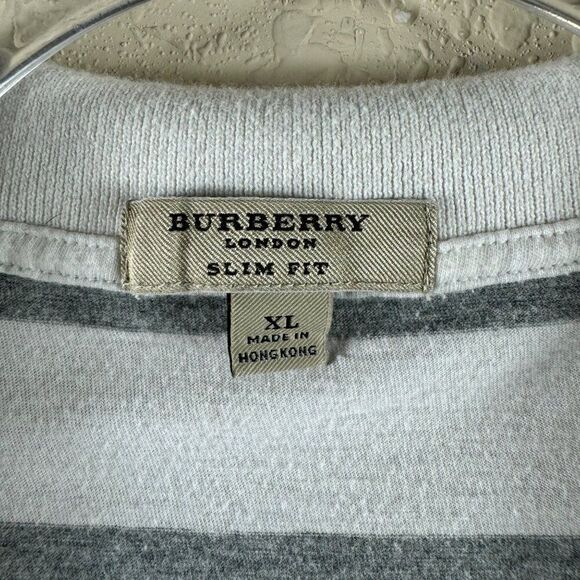 BURBERRY
LONDON
SLIM FIT
XL
MADE IN
HONGKONG